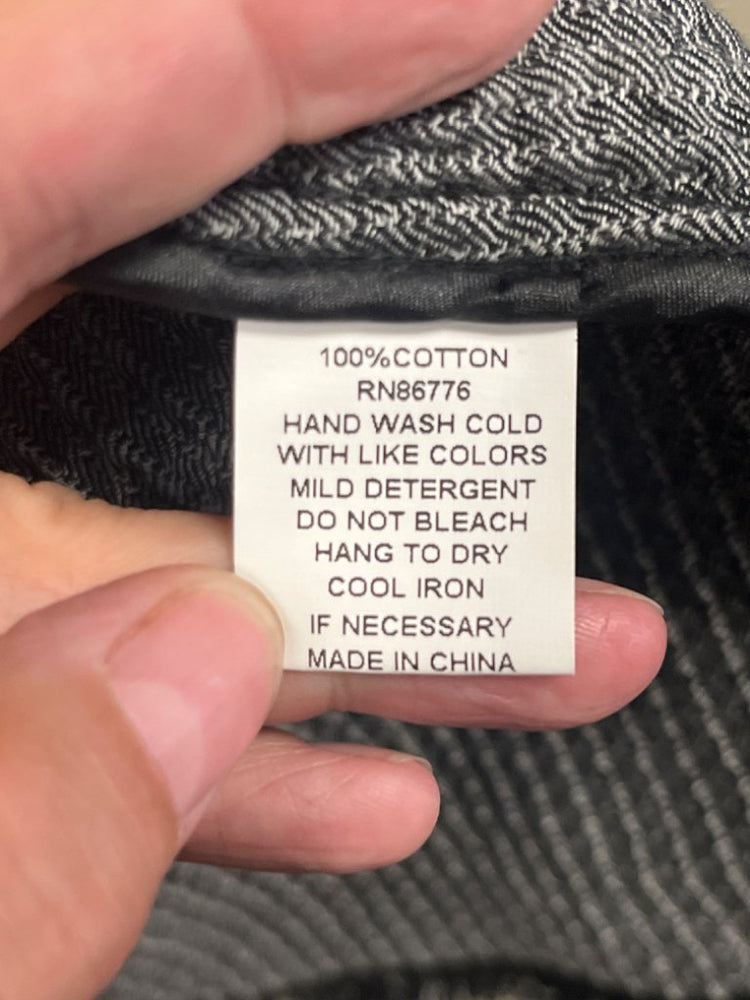 100%COTTON
RN86776
HAND WASH COLD
WITH LIKE COLORS
MILD DETERGENT
DO NOT BLEACH
HANG TO DRY
COOL IRON
IF NECESSARY
MADE IN CHINA